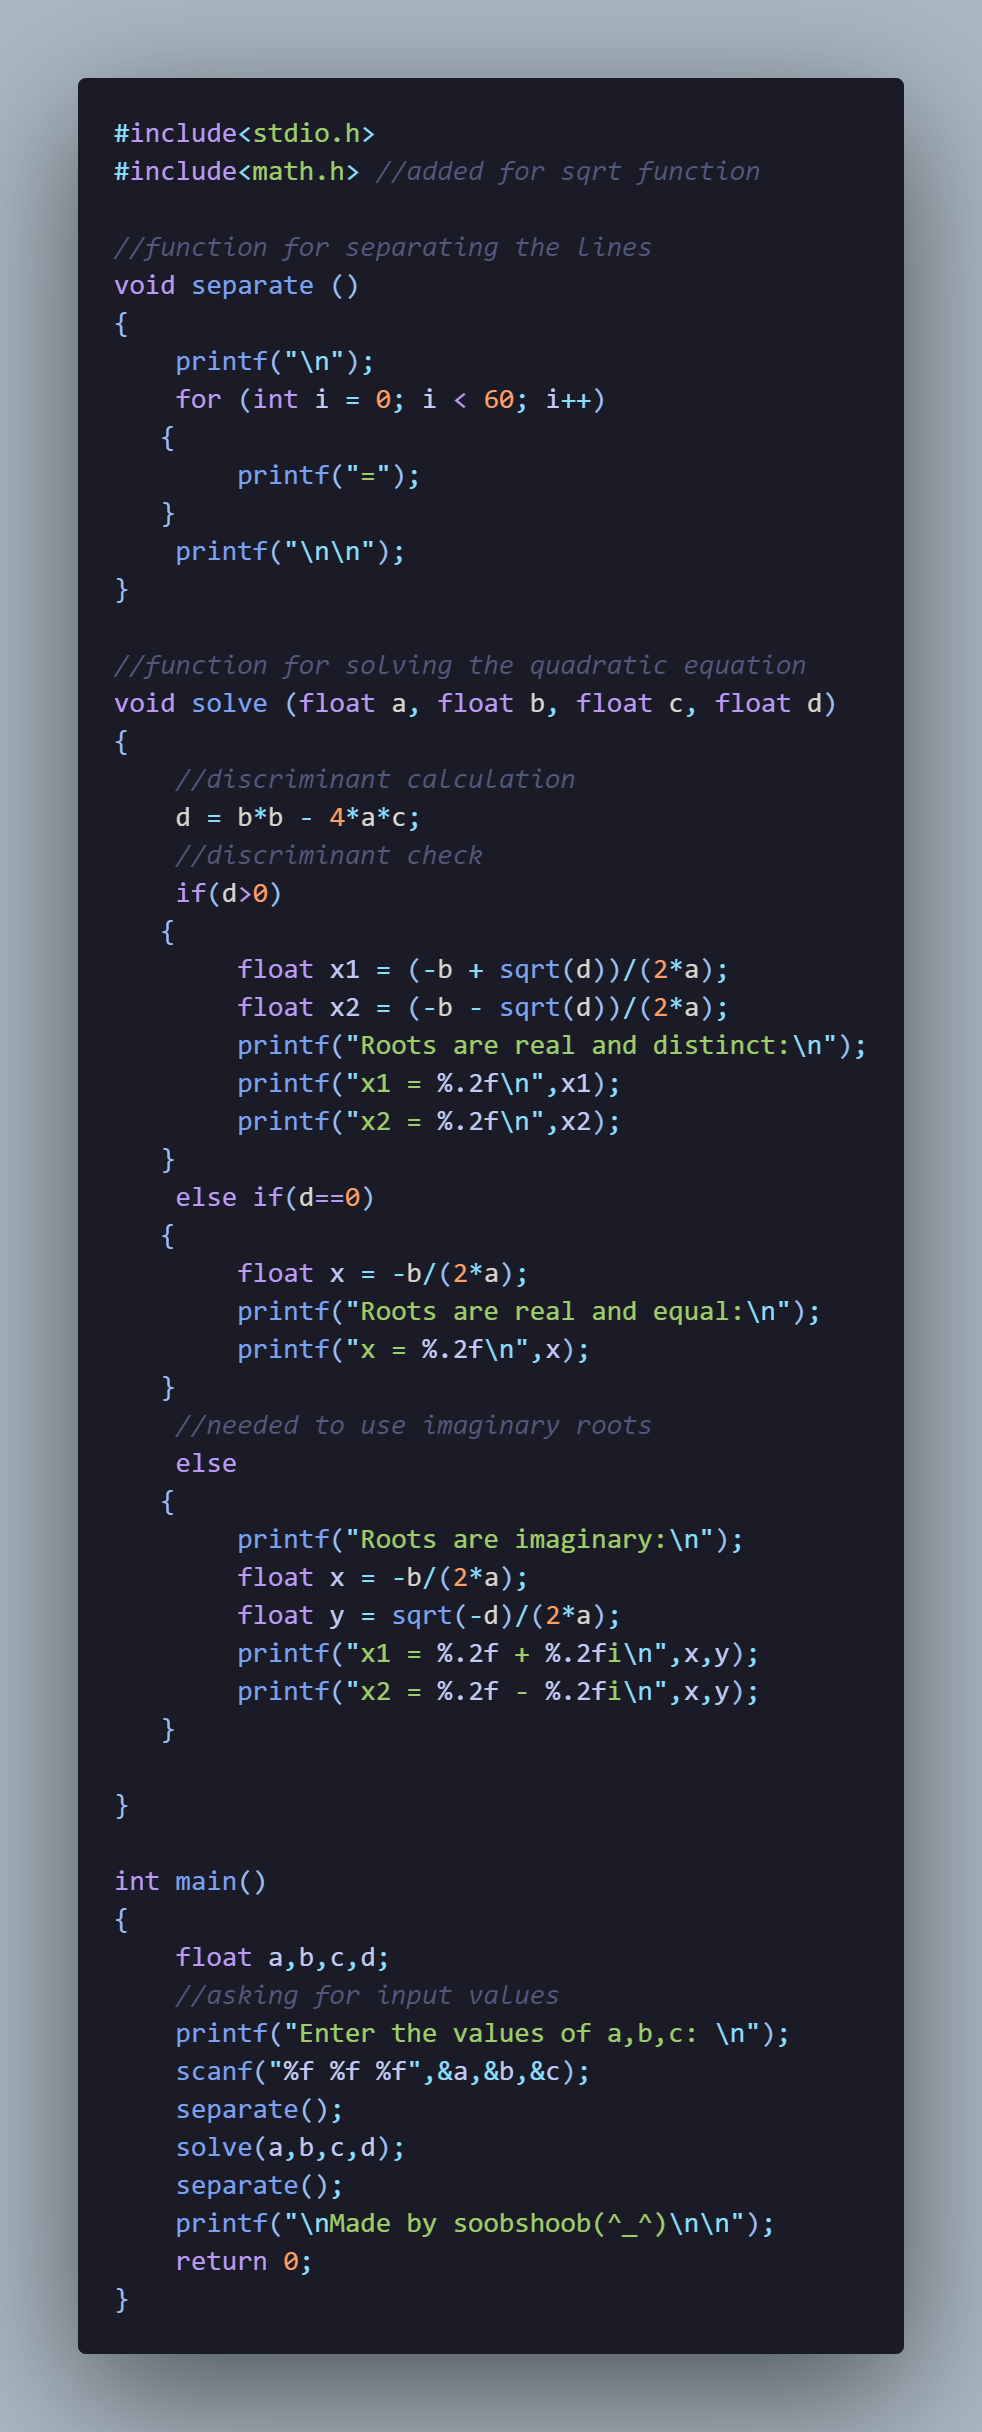 #include<stdio.h>
#include<math.h> //added for sqrt function

//function for separating the lines
void separate ()
{
    printf("\n");
    for (int i = 0; i < 60; i++)
   {
        printf("=");
   }
    printf("\n\n");
}

//function for solving the quadratic equation
void solve (float a, float b, float c, float d)
{
    //discriminant calculation
    d = b*b - 4*a*c;
    //discriminant check
    if(d>0)
   {
        float x1 = (-b + sqrt(d))/(2*a);
        float x2 = (-b - sqrt(d))/(2*a);
        printf("Roots are real and distinct:\n");
        printf("x1 = %.2f\n",x1);
        printf("x2 = %.2f\n",x2);
   }
    else if(d==0)
   {
        float x = -b/(2*a);
        printf("Roots are real and equal:\n");
        printf("x = %.2f\n",x);
   }
    //needed to use imaginary roots
    else
   {
        printf("Roots are imaginary:\n");
        float x = -b/(2*a);
        float y = sqrt(-d)/(2*a);
        printf("x1 = %.2f + %.2fi\n",x,y);
        printf("x2 = %.2f - %.2fi\n",x,y);
   }

}

int main()
{
    float a,b,c,d;
    //asking for input values
    printf("Enter the values of a,b,c: \n");
    scanf("%f %f %f",&a,&b,&c);
    separate();
    solve(a,b,c,d);
    separate();
    printf("\nMade by soobshoob(^_^)\n\n");
    return 0;
}